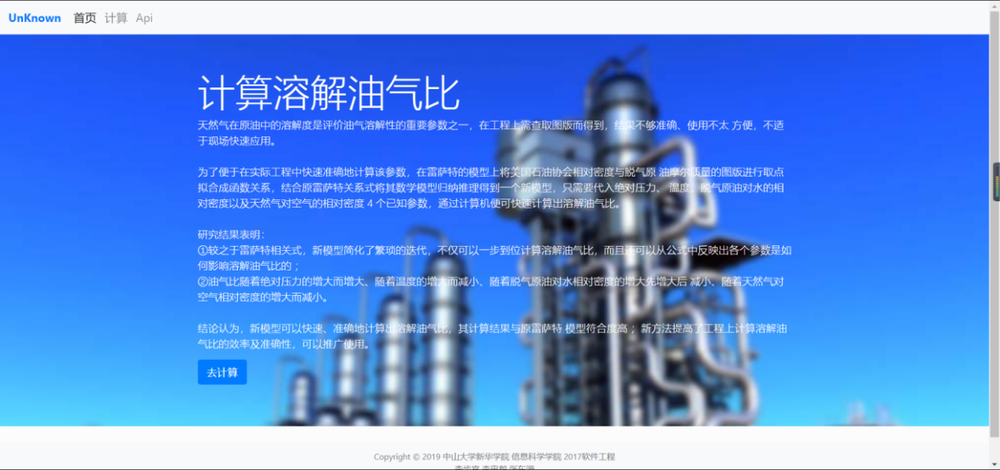 UnKnown 首页 计算 Api
计算溶解油气比
天然气在原油中的溶解度是评价油气溶解性的重要参数之一，在工程上需查取图版而得到，结果不够准确、使用不太 方便，不适
于现场快速应用。
为了便于在实际工程中快速准确地计算该参数，在雷萨特的模型上将美国石油协会相对密度与脱气原 油摩尔质量的图版进行取点
拟合成函数关系，结合原雷萨特关系式将其数学模型归纳推理得到一个新模型，只需要代入绝对压力、 温度、脱气原油对水的相
对密度以及天然气对空气的相对密度 4 个已知参数，通过计算机便可快速计算出溶解油气比。
研究结果表明：
①较之于雷萨特相关式，新模型简化了繁琐的迭代，不仅可以一步到位计算溶解油气比，而且还可以从公式中反映出各个参数是如
何影响溶解油气比的 ；
②油气比随着绝对压力的增大而增大、随着温度的增大而减小、随着脱气原油对水相对密度的增大先增大后 减小、随着天然气对
空气相对密度的增大而减小。
结论认为，新模型可以快速、准确地计算出溶解油气比，其计算结果与原雷萨特 模型符合度高 ；新方法提高了工程上计算溶解油
气比的效率及准确性，可以推广使用。
去计算
Copyright © 2019 中山大学新华学院 信息科学学院 2017软件工程